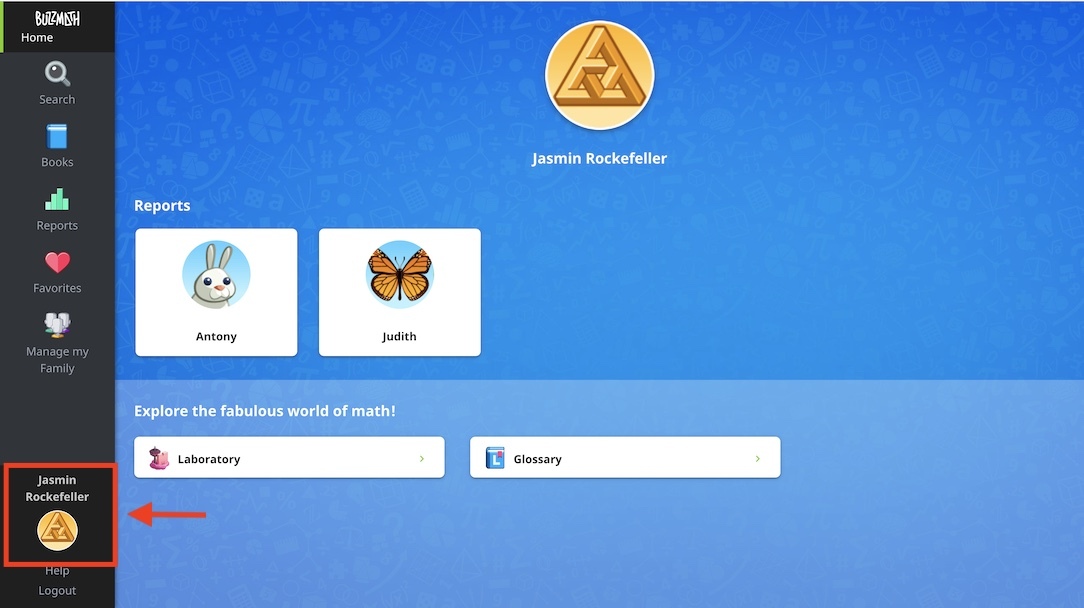 BUZZMATH
Home
Search
Books
Reports
Favorites
Manage my
Family
Jasmin
Rockefeller
Help
Logout
Jasmin Rockefeller
Reports
Antony
Judith
Explore the fabulous world of math!
Laboratory
L
Glossary